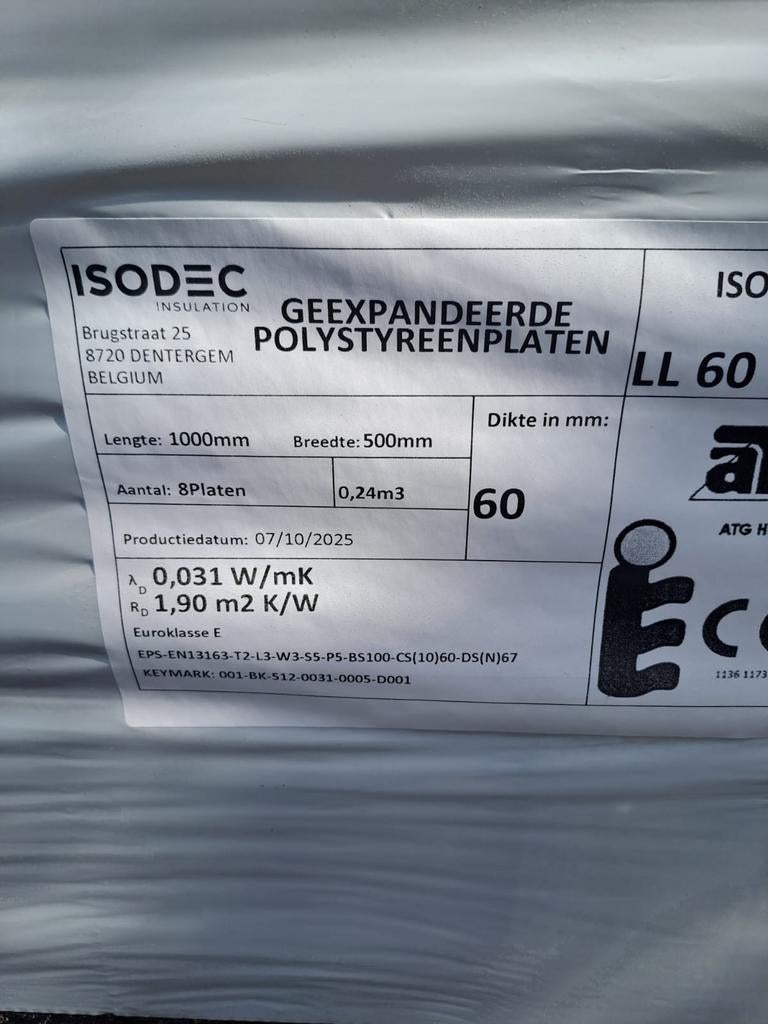 ISODEC
INSULATION
Brugstraat 25
8720 DENTERGEM
BELGIUM
GEEXPANDEERDE
POLYSTYREENPLATEN
ISO
LL 60
Lengte: 1000mm Breedte: 500mm
Dikte in mm:
Aantal: 8Platen 0,24m3
60
Productiedatum: 07/10/2025
ATG H
λD 0,031 W/mK
RD 1,90 m2 K/W
Euroklasse E
EPS-EN13163-T2-L3-W3-S5-P5-BS100-CS(10)60-DS(N)67
KEYMARK: 001-BK-512-0031-0005-D001
CE
1136 1173